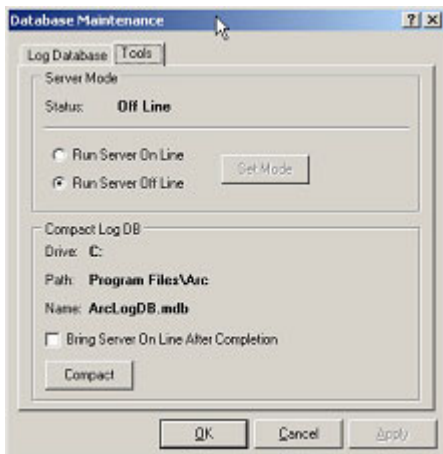 Database Maintenance
Log Database Tools
Server Mode
Status: Off Line
Run Server On Line
Run Server Off Line
Set Mode
Compact Log DB
Drive: C:
Path: Program Files\Arc
Name: ArcLogDB.mdb
Bring Server On Line After Completion
Compact
OK Cancel Apply